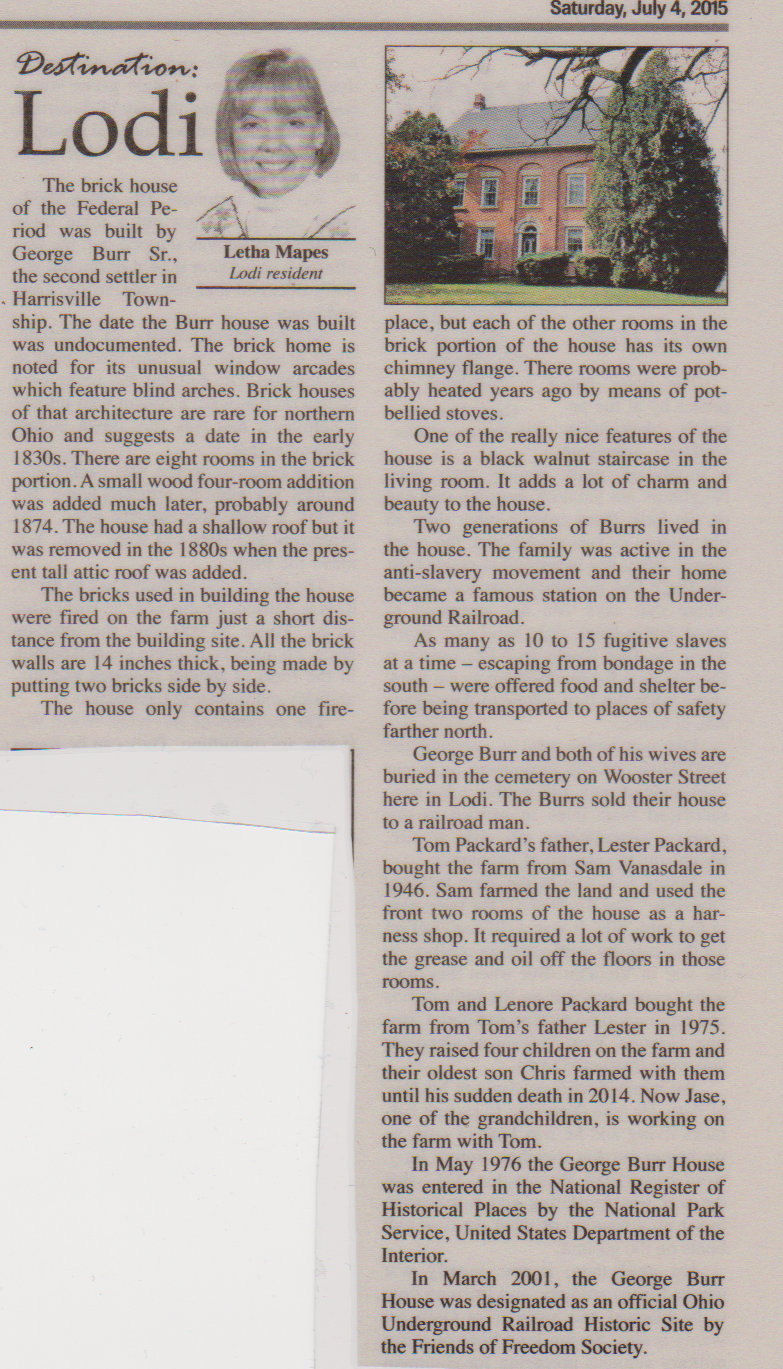 Saturday, July 4, 2015
Destination:
Lodi
Letha Mapes
Lodi resident
The brick house
of the Federal Pe-
riod was built by
George Burr Sr.,
the second settler in
Harrisville Town-
ship. The date the Burr house was built
was undocumented. The brick home is
noted for its unusual window arcades
which feature blind arches. Brick houses
of that architecture are rare for northern
Ohio and suggests a date in the early
1830s. There are eight rooms in the brick
portion. A small wood four-room addition
was added much later, probably around
1874. The house had a shallow roof but it
was removed in the 1880s when the pres-
ent tall attic roof was added.
The bricks used in building the house
were fired on the farm just a short dis-
tance from the building site. All the brick
walls are 14 inches thick, being made by
putting two bricks side by side.
The house only contains one fire-
place, but each of the other rooms in the
brick portion of the house has its own
chimney flange. There rooms were prob-
ably heated years ago by means of pot-
bellied stoves.
One of the really nice features of the
house is a black walnut staircase in the
living room. It adds a lot of charm and
beauty to the house.
Two generations of Burrs lived in
the house. The family was active in the
anti-slavery movement and their home
became a famous station on the Under-
ground Railroad.
As many as 10 to 15 fugitive slaves
at a time – escaping from bondage in the
south – were offered food and shelter be-
fore being transported to places of safety
farther north.
George Burr and both of his wives are
buried in the cemetery on Wooster Street
here in Lodi. The Burrs sold their house
to a railroad man.
Tom Packard's father, Lester Packard,
bought the farm from Sam Vanasdale in
1946. Sam farmed the land and used the
front two rooms of the house as a har-
ness shop. It required a lot of work to get
the grease and oil off the floors in those
rooms.
Tom and Lenore Packard bought the
farm from Tom's father Lester in 1975.
They raised four children on the farm and
their oldest son Chris farmed with them
until his sudden death in 2014. Now Jase,
one of the grandchildren, is working on
the farm with Tom.
In May 1976 the George Burr House
was entered in the National Register of
Historical Places by the National Park
Service, United States Department of the
Interior.
In March 2001, the George Burr
House was designated as an official Ohio
Underground Railroad Historic Site by
the Friends of Freedom Society.